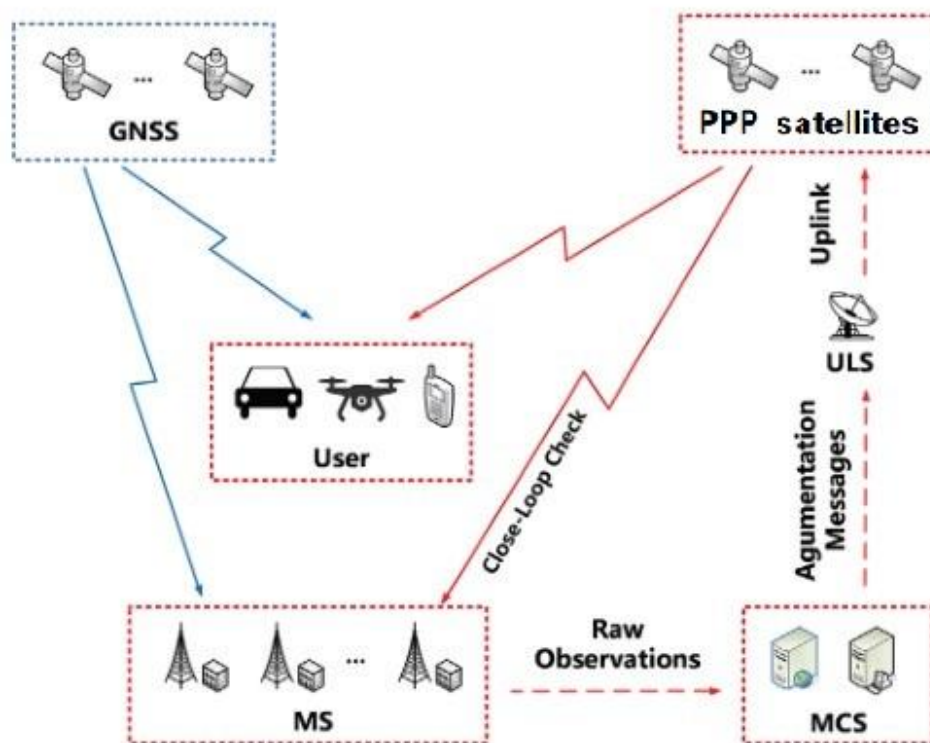 ...
GNSS
...
PPP satellites
Uplink
ULS
User
Close-Loop Check
Agumentation
Messages
...
MS
Raw
Observations
MCS